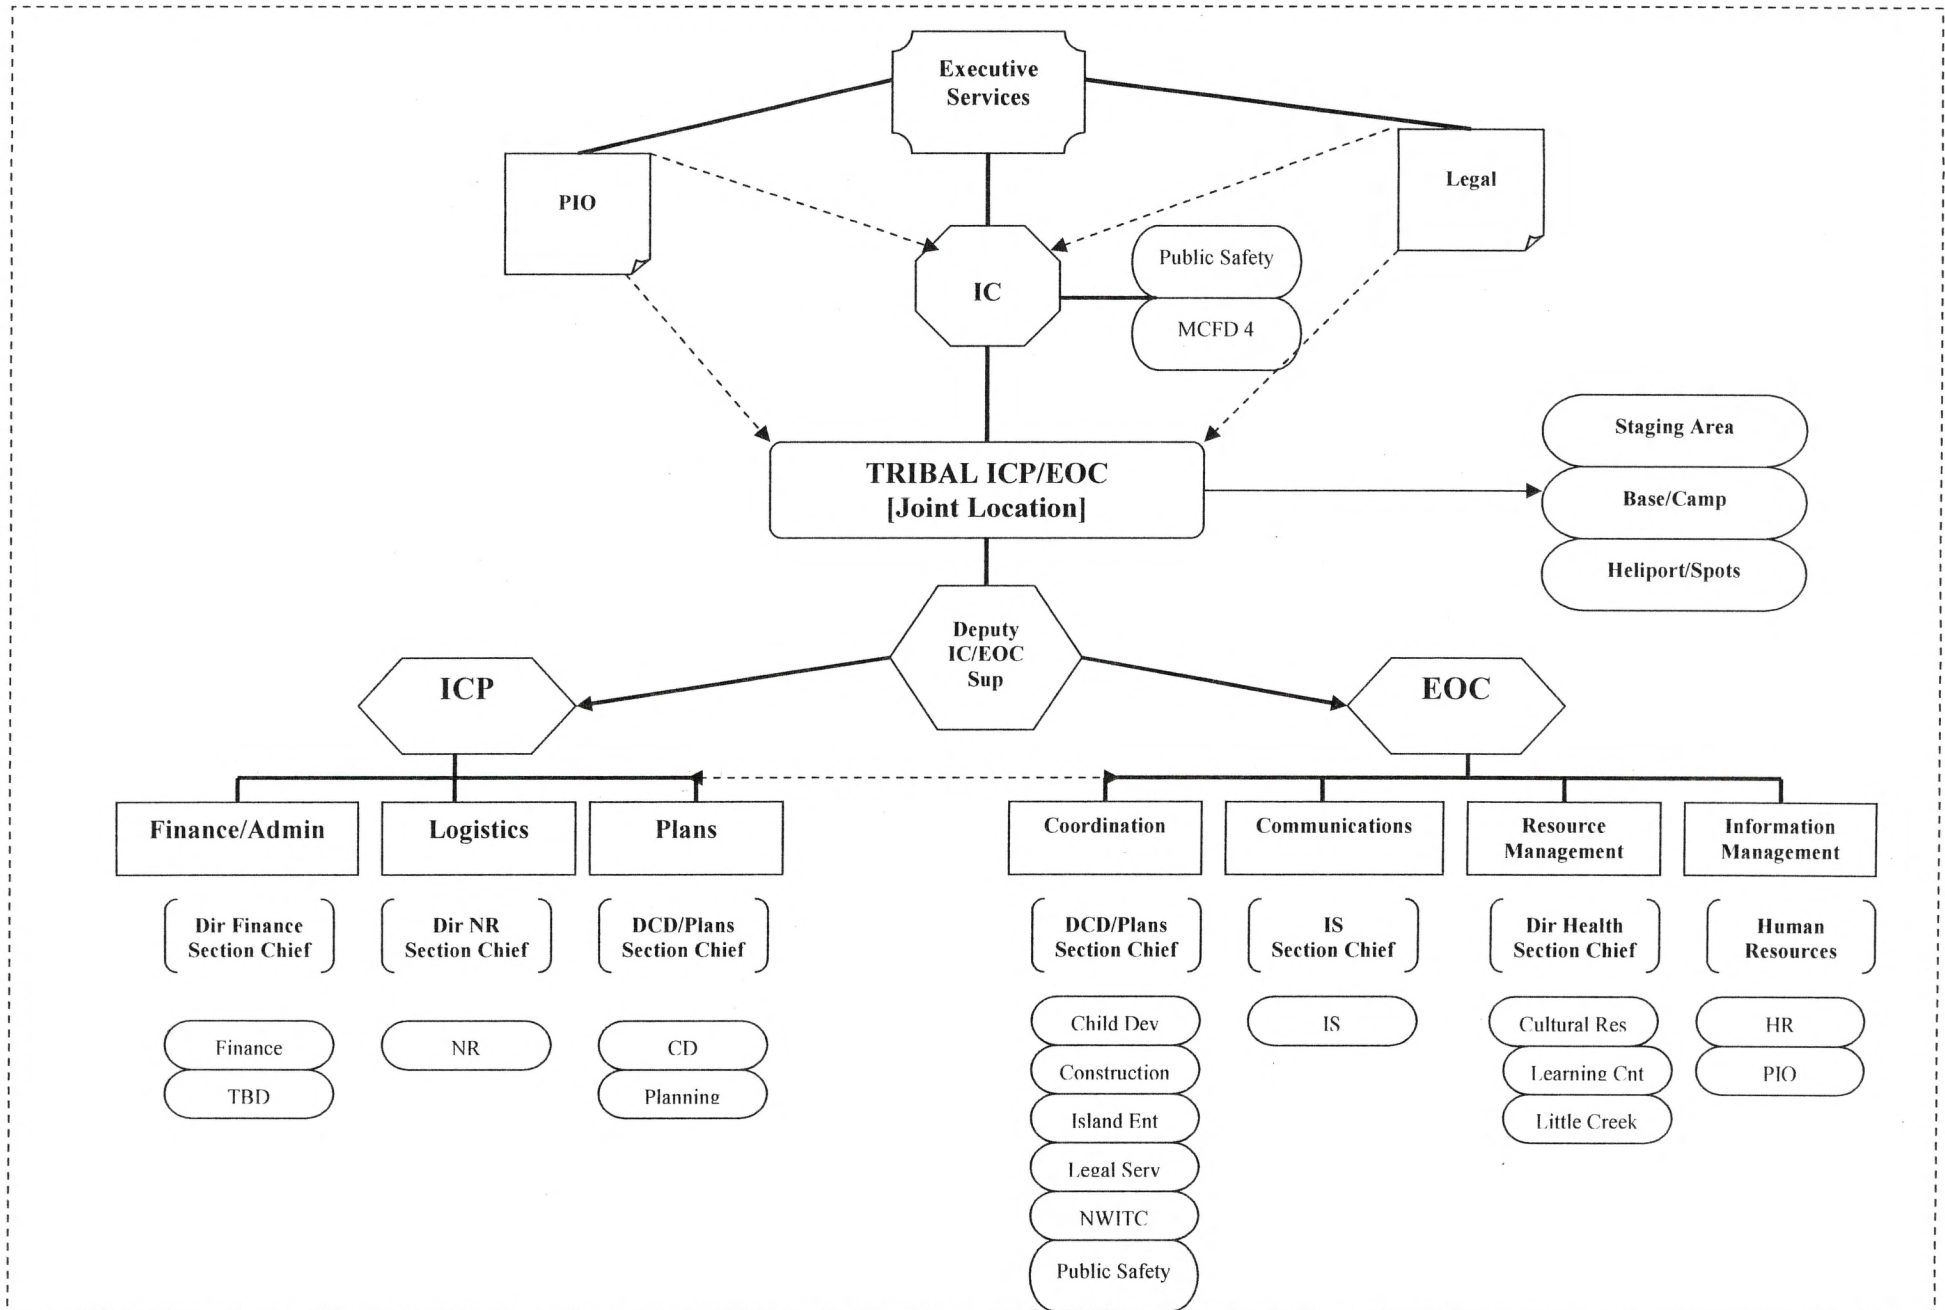 Executive
Services
PIO
Legal
IC
Public Safety
MCFD 4
TRIBAL ICP/EOC
[Joint Location]
Staging Area
Base/Camp
Heliport/Spots
Deputy
IC/EOC
Sup
ICP
EOC
Finance/Admin
Logistics
Plans
Coordination
Communications
Resource
Management
Information
Management
Dir Finance
Section Chief
Dir NR
Section Chief
DCD/Plans
Section Chief
DCD/Plans
Section Chief
IS
Section Chief
Dir Health
Section Chief
Human
Resources
Finance
TBD
NR
CD
Planning
Child Dev
Construction
Island Ent
Legal Serv
NWITC
Public Safety
IS
Cultural Res
Learning Cnt
Little Creek
HR
PIO